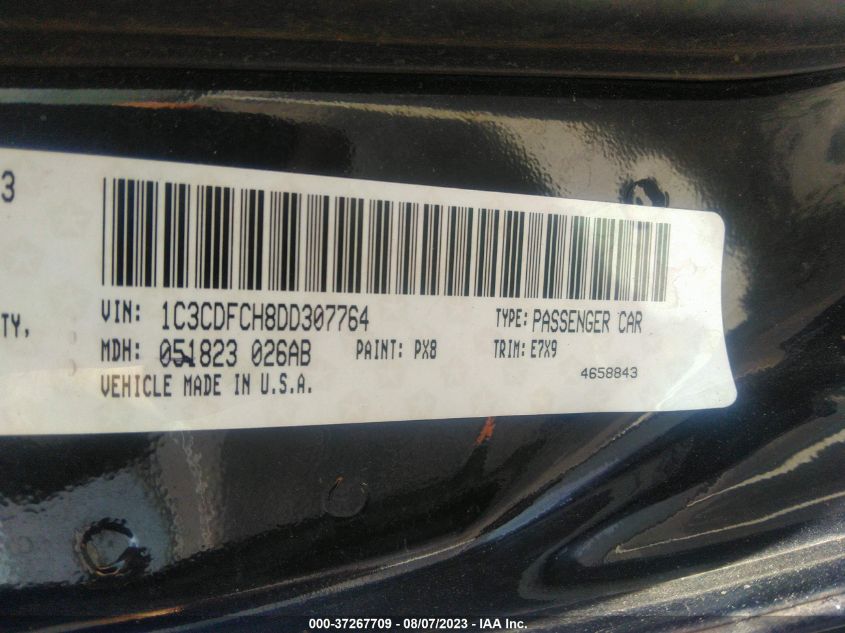 3
TY,
VIN: 1C3CDFCH8DD307764 TYPE: PASSENGER CAR
MDH: 051823 026AB PAINT: PX8 TRIM: E7X9
VEHICLE MADE IN U.S.A. 4658843
000-37267709 - 08/07/2023 - IAA Inc.